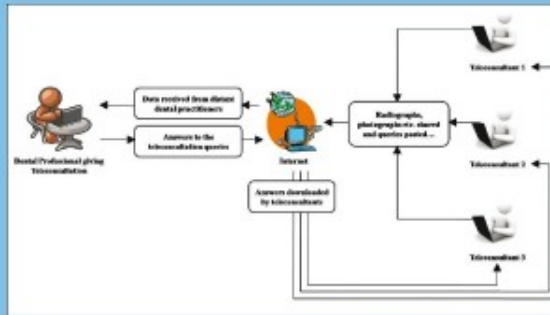 Data received from distant
dental practitioners
Answers to the
teleconsultation queries
Dental Profesional giving
Teleconsultation
Internet
Answers downloaded
by teleconsultants
Radiographs,
photographs etc. shared
and queries posted...
Teleconsultant 1
Teleconsultant 2
Teleconsultant 3